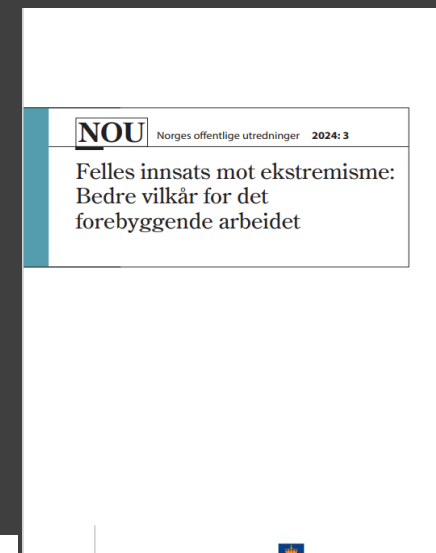 NOU Norges offentlige utredninger 2024: 3
Felles innsats mot ekstremisme:
Bedre vilkår for det
forebyggende arbeidet